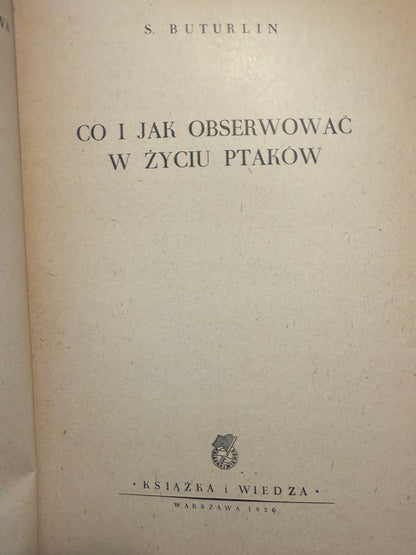 S. BUTURLIN
CO I JAK OBSERWOWAĆ
W ŻYCIU PTAKÓW
• KSIĄŻKA i WIEDZA •
WARSZAWA 1950